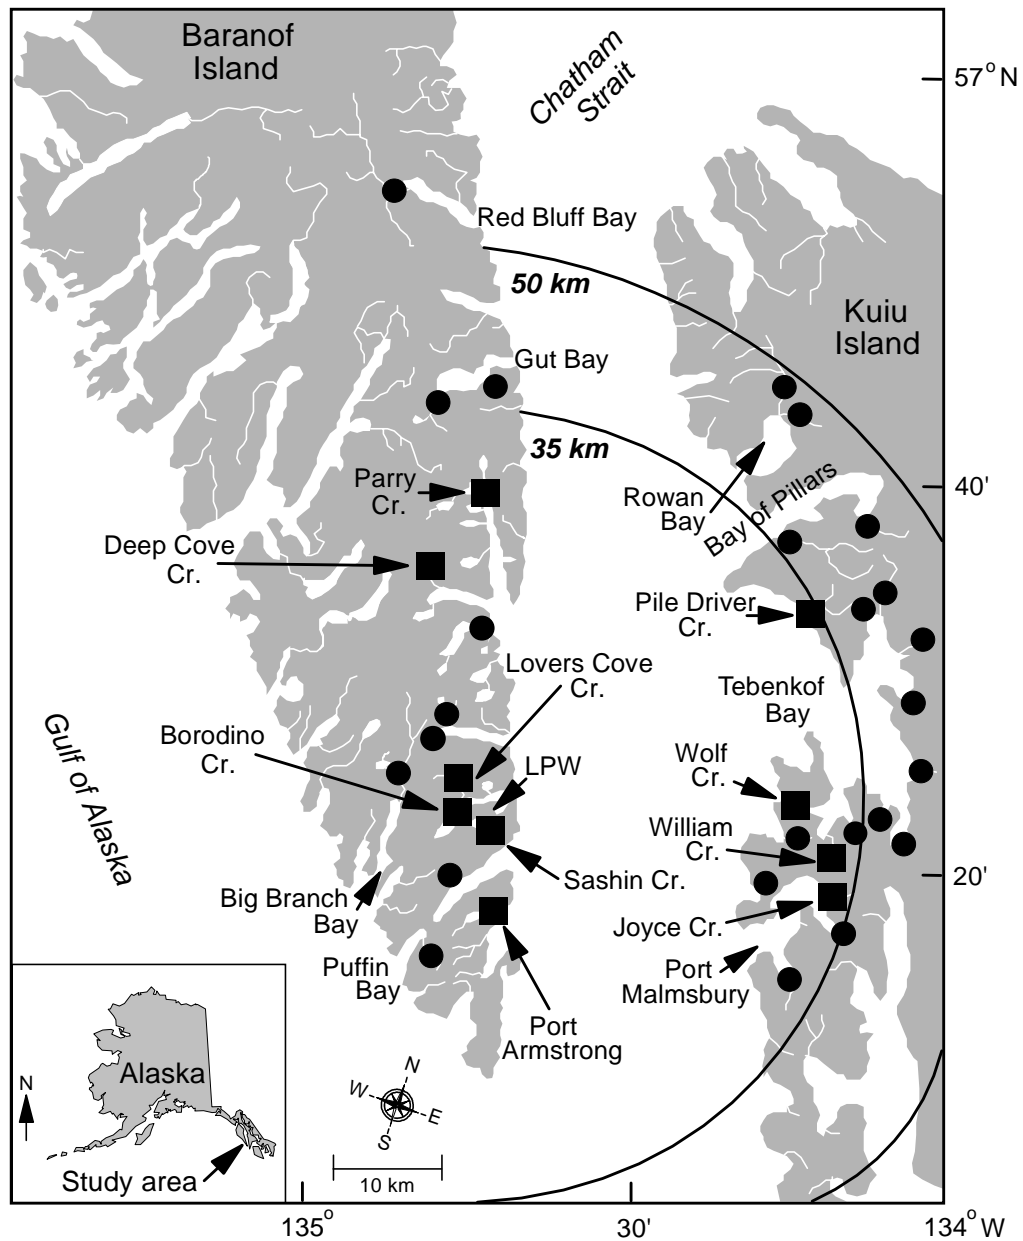 Baranof
Island
Chatham
Strait
57° N
Red Bluff Bay
50 km
Kuiu
Island
Gut Bay
35 km
Parry
Cr.
Rowan
Bay
Bay of Pillars
40'
Deep Cove
Cr.
Pile Driver
Cr.
Lovers Cove
Cr.
Tebenkof
Bay
Gulf of Alaska
Borodino
Cr.
LPW
Wolf
Cr.
William
Cr.
20'
Sashin Cr.
Big Branch
Bay
Joyce Cr.
Puffin
Bay
Port
Malmsbury
Port
Armstrong
N
W
E
S
N
Alaska
Study area
10 km
135°
30'
134° W